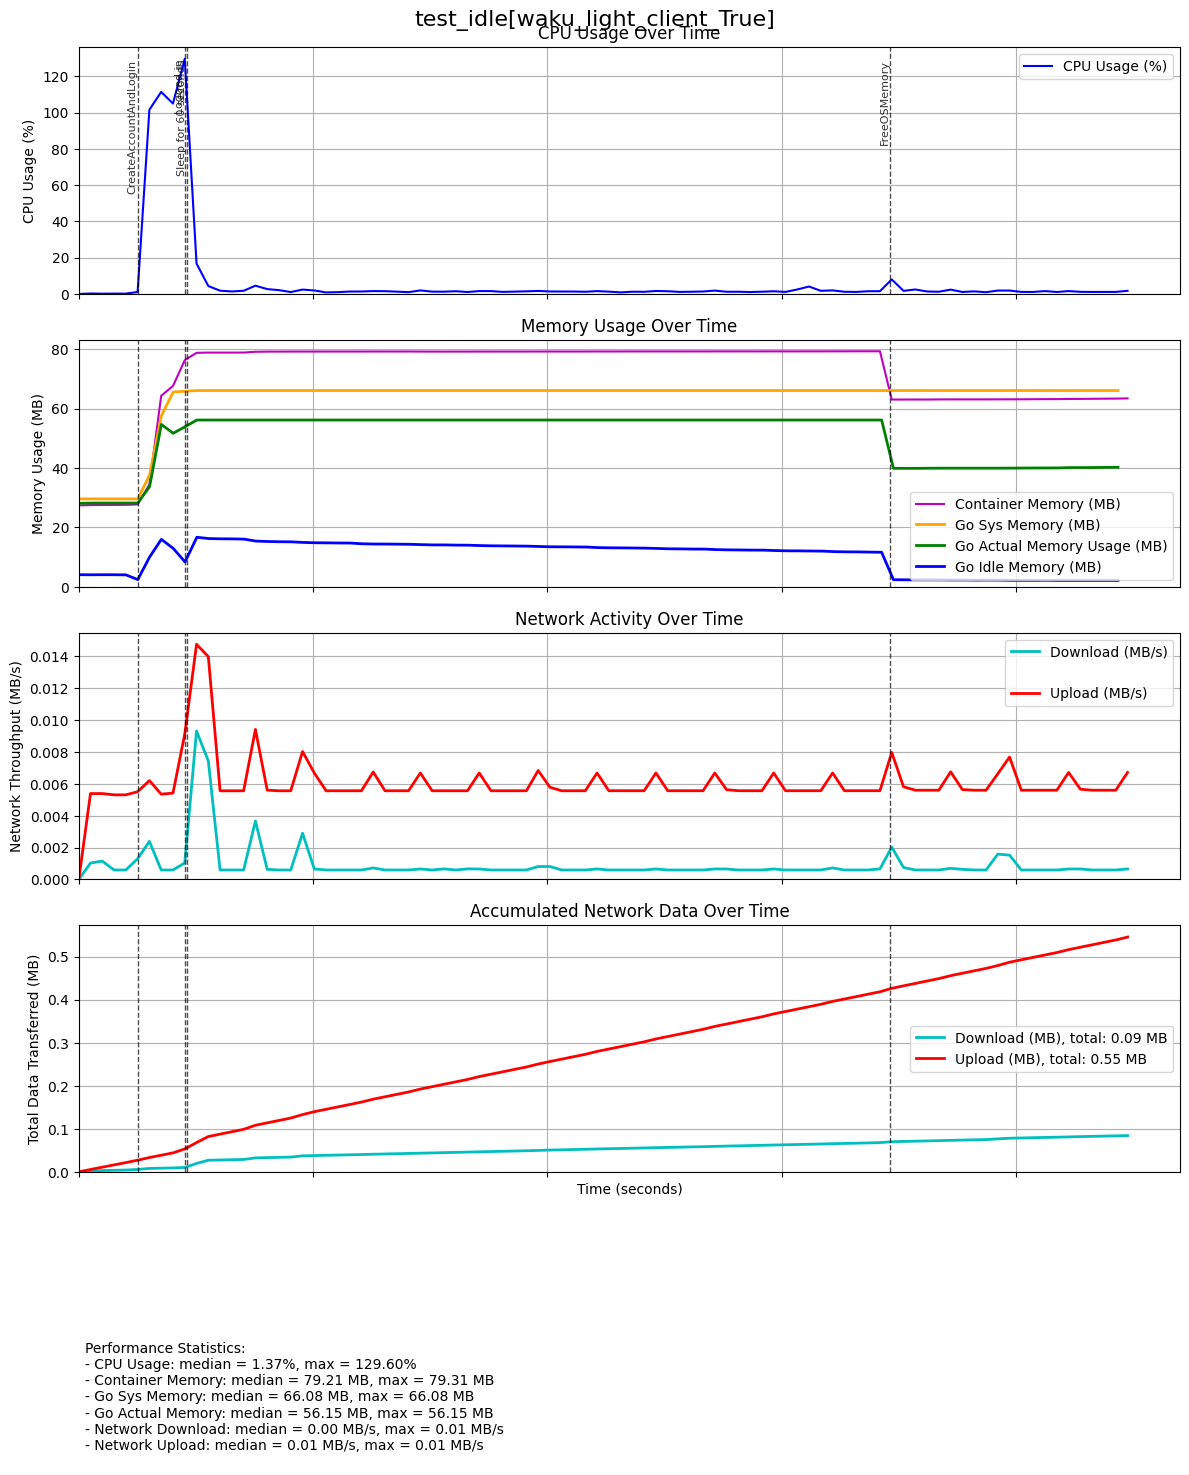 test_idle[waku_light_client_True]
CPU Usage Over Time
CPU Usage (%)
120
100
80
60
40
20
0
CreateAccountAndLogin
Sleep for 60
FreeOSMemory
CPU Usage (%)
Memory Usage Over Time
Memory Usage (MB)
80
60
40
20
0
Container Memory (MB)
Go Sys Memory (MB)
Go Actual Memory Usage (MB)
Go Idle Memory (MB)
Network Activity Over Time
Network Throughput (MB/s)
0.014
0.012
0.010
0.008
0.006
0.004
0.002
0.000
Download (MB/s)
Upload (MB/s)
Accumulated Network Data Over Time
Total Data Transferred (MB)
0.5
0.4
0.3
0.2
0.1
0.0
Download (MB), total: 0.09 MB
Upload (MB), total: 0.55 MB
Time (seconds)
Performance Statistics:
- CPU Usage: median = 1.37%, max = 129.60%
- Container Memory: median = 79.21 MB, max = 79.31 MB
- Go Sys Memory: median = 66.08 MB, max = 66.08 MB
- Go Actual Memory: median = 56.15 MB, max = 56.15 MB
- Network Download: median = 0.00 MB/s, max = 0.01 MB/s
- Network Upload: median = 0.01 MB/s, max = 0.01 MB/s